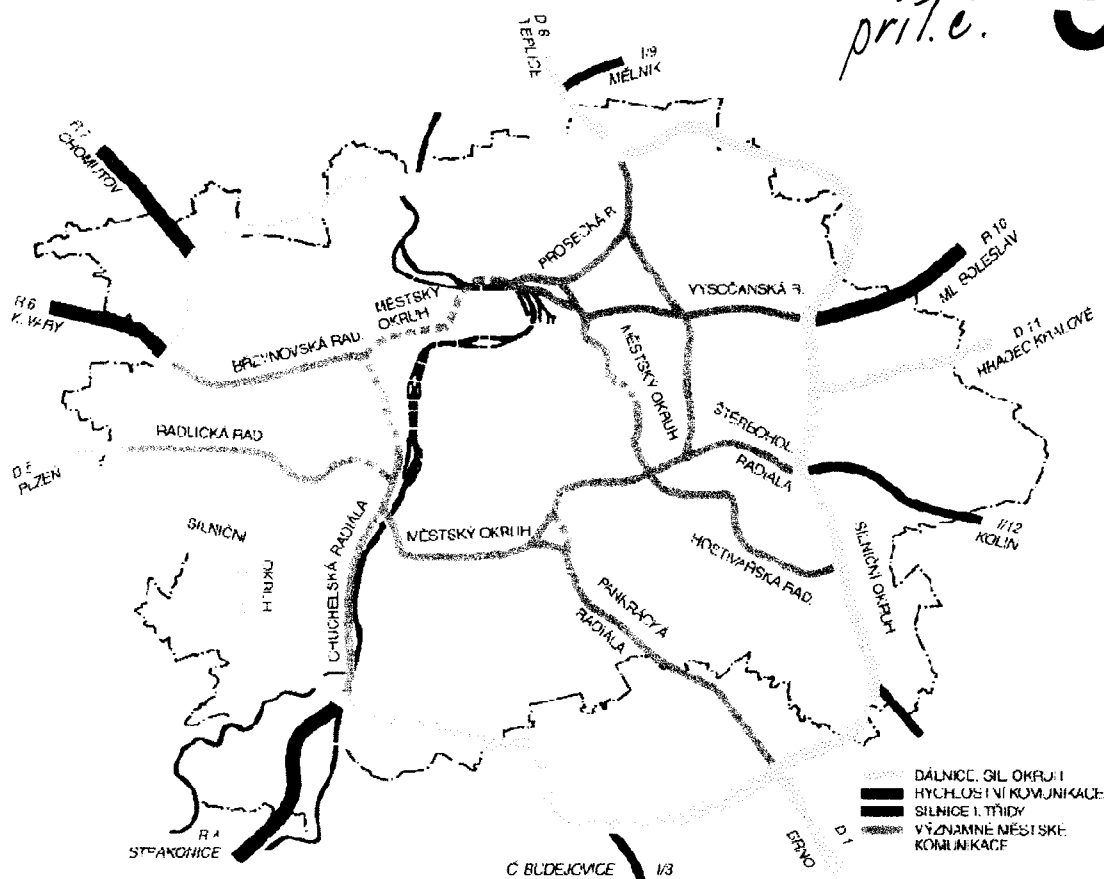 příl.č.
D 8
TEPLICE
I/9
MĚLNÍK
R 7
CHOMUTOV
PROSECKÁ R.
R 10
ML. BOLESLAV
R 6
K. VARY
MĚSTSKÝ
OKRUH
VYSOČANSKÁ R.
D 11
HRADEC KRÁLOVÉ
BŘEVNOVSKÁ RAD.
MĚSTSKÝ OKRUH
RADLICKÁ RAD.
ŠTĚRBOHOL.
RADIÁLA
D 5
PLZEŇ
SILNIČNÍ
OKRUH
CHUCHELSKÁ RADIÁLA
MĚSTSKÝ OKRUH
I/12
KOLÍN
HOSTIVAŘSKÁ RAD.
SILNIČNÍ OKRUH
PANKRÁCKÁ
RADIÁLA
R 4
STRAKONICE
Č BUDĚJOVICE I/3
BRNO D 1
DÁLNICE, SIL. OKRUH
RYCHLOSTNÍ KOMUNIKACE
SILNICE I. TŘÍDY
VÝZNAMNÉ MĚSTSKÉ
KOMUNIKACE